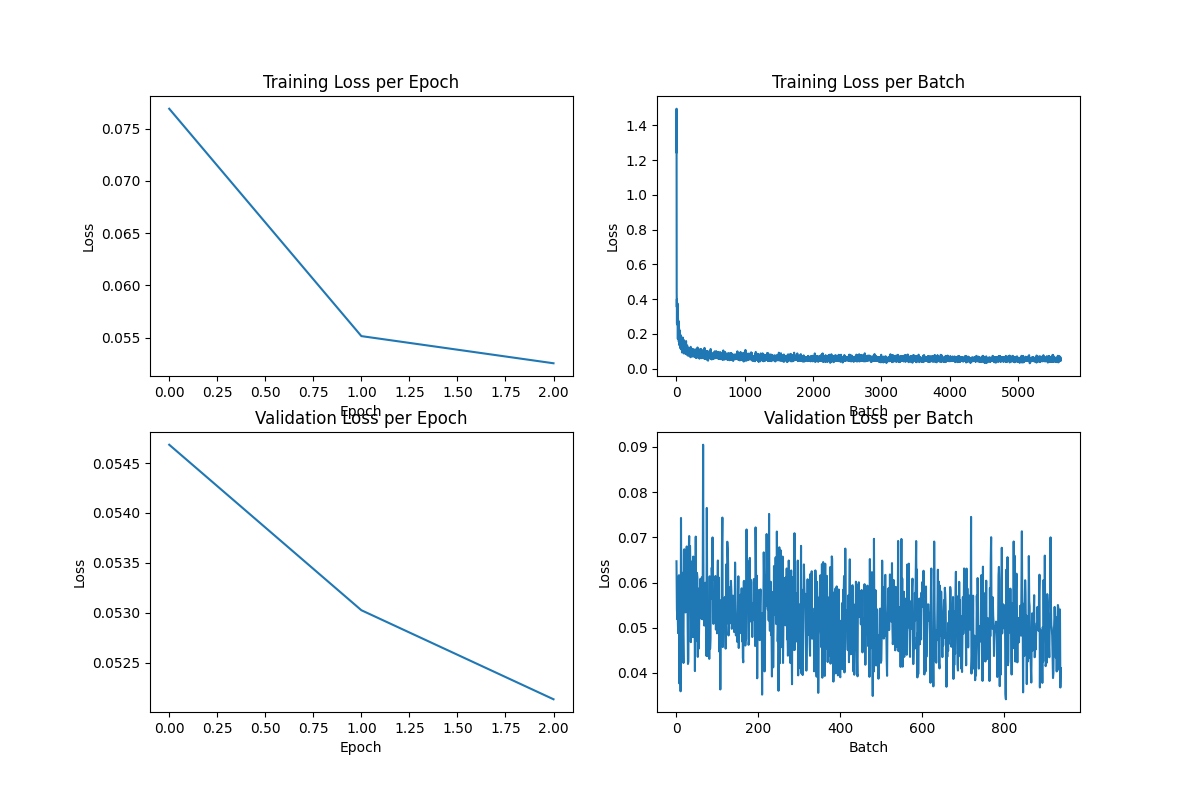 Training Loss per Epoch
Loss
0.075
0.070
0.065
0.060
0.055
0.00 0.25 0.50 0.75 1.00 1.25 1.50 1.75 2.00
Epoch
Training Loss per Batch
Loss
1.4
1.2
1.0
0.8
0.6
0.4
0.2
0.0
0 1000 2000 3000 4000 5000
Batch
Validation Loss per Epoch
Loss
0.0545
0.0540
0.0535
0.0530
0.0525
0.00 0.25 0.50 0.75 1.00 1.25 1.50 1.75 2.00
Epoch
Validation Loss per Batch
Loss
0.09
0.08
0.07
0.06
0.05
0.04
0 200 400 600 800
Batch